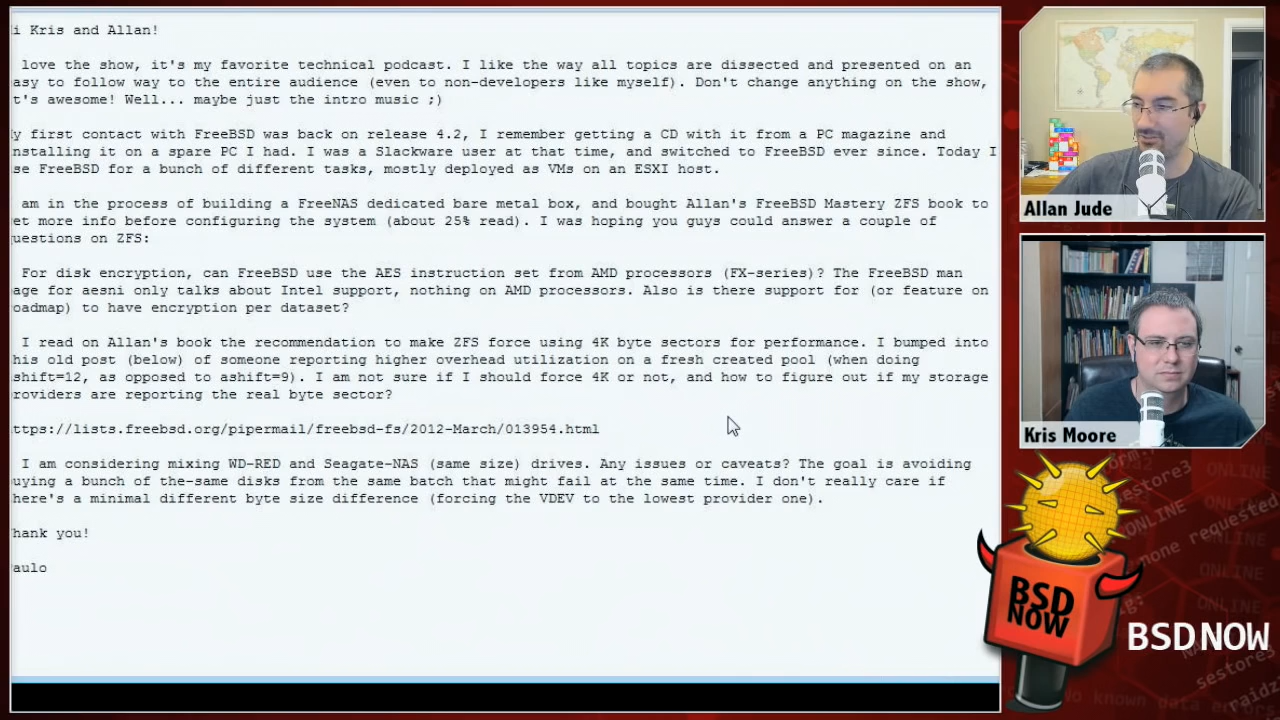 i Kris and Allan!
love the show, it's my favorite technical podcast. I like the way all topics are dissected and presented on an
asy to follow way to the entire audience (even to non-developers like myself). Don't change anything on the show,
t's awesome! Well... maybe just the intro music ;)
y first contact with FreeBSD was back on release 4.2, I remember getting a CD with it from a PC magazine and
nstalling it on a spare PC I had. I was a Slackware user at that time, and switched to FreeBSD ever since. Today I
se FreeBSD for a bunch of different tasks, mostly deployed as VMs on an ESXI host.
am in the process of building a FreeNAS dedicated bare metal box, and bought Allan's FreeBSD Mastery ZFS book to
et more info before configuring the system (about 25% read). I was hoping you guys could answer a couple of
uestions on ZFS:
For disk encryption, can FreeBSD use the AES instruction set from AMD processors (FX-series)? The FreeBSD man
age for aesni only talks about Intel support, nothing on AMD processors. Also is there support for (or feature on
oadmap) to have encryption per dataset?
I read on Allan's book the recommendation to make ZFS force using 4K byte sectors for performance. I bumped into
his old post (below) of someone reporting higher overhead utilization on a fresh created pool (when doing
shift=12, as opposed to ashift=9). I am not sure if I should force 4K or not, and how to figure out if my storage
roviders are reporting the real byte sector?
ttps://lists.freebsd.org/pipermail/freebsd-fs/2012-March/013954.html
I am considering mixing WD-RED and Seagate-NAS (same size) drives. Any issues or caveats? The goal is avoiding
uying a bunch of the-same disks from the same batch that might fail at the same time. I don't really care if
here's a minimal different byte size difference (forcing the VDEV to the lowest provider one).
hank you!
aulo
Allan Jude
Kris Moore
BSD
NOW
BSDNOW